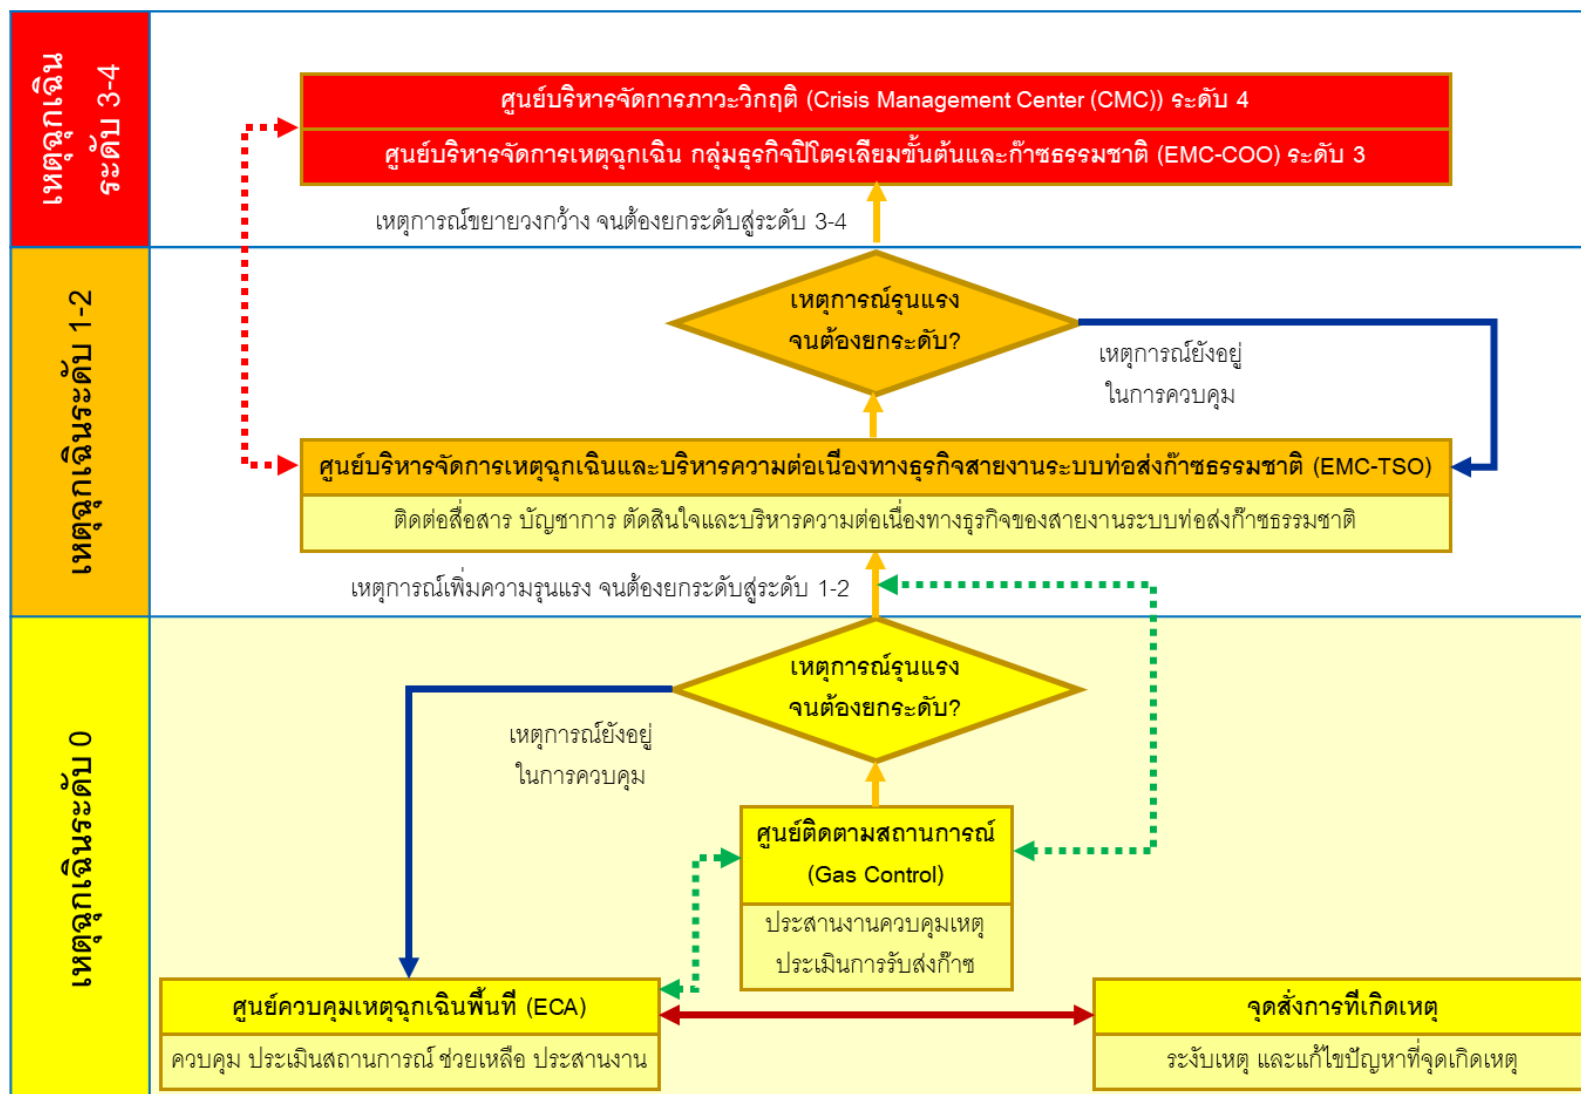 เหตุฉุกเฉิน
ระดับ 3-4
ศูนย์บริหารจัดการภาวะวิกฤติ (Crisis Management Center (CMC)) ระดับ 4
ศูนย์บริหารจัดการเหตุฉุกเฉิน กลุ่มธุรกิจปิโตรเลียมขั้นต้นและก๊าซธรรมชาติ (EMC-COO) ระดับ 3
เหตุการณ์ขยายวงกว้าง จนต้องยกระดับสู่ระดับ 3-4
เหตุฉุกเฉินระดับ 1-2
เหตุการณ์รุนแรง
จนต้องยกระดับ?
เหตุการณ์ยังอยู่
ในการควบคุม
ศูนย์บริหารจัดการเหตุฉุกเฉินและบริหารความต่อเนื่องทางธุรกิจสายงานระบบท่อส่งก๊าซธรรมชาติ (EMC-TSO)
ติดต่อสื่อสาร บัญชาการ ตัดสินใจและบริหารความต่อเนื่องทางธุรกิจของสายงานระบบท่อส่งก๊าซธรรมชาติ
เหตุการณ์เพิ่มความรุนแรง จนต้องยกระดับสู่ระดับ 1-2
เหตุฉุกเฉินระดับ 0
เหตุการณ์รุนแรง
จนต้องยกระดับ?
เหตุการณ์ยังอยู่
ในการควบคุม
ศูนย์ติดตามสถานการณ์
(Gas Control)
ประสานงานควบคุมเหตุ
ประเมินการรับส่งก๊าซ
ศูนย์ควบคุมเหตุฉุกเฉินพื้นที่ (ECA)
ควบคุม ประเมินสถานการณ์ ช่วยเหลือ ประสานงาน
จุดสั่งการที่เกิดเหตุ
ระงับเหตุ และแก้ไขปัญหาที่จุดเกิดเหตุ